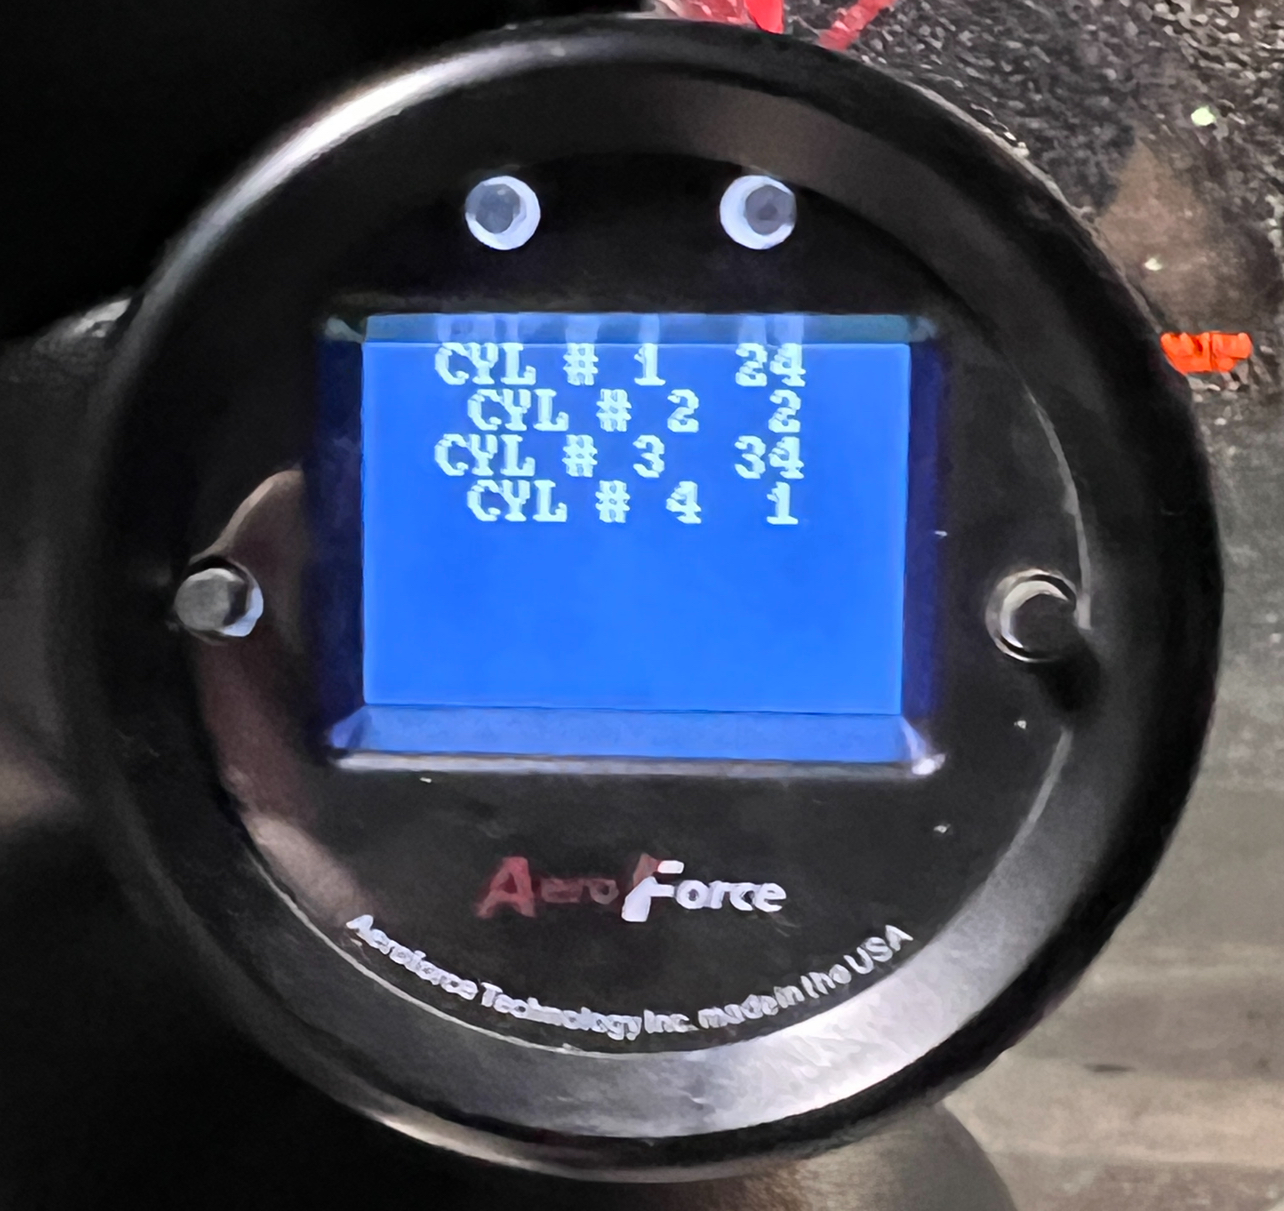 CYL # 1 24
CYL # 2 2
CYL # 3 34
CYL # 4 1
AeroForce
Aeroforce Technology Inc. made in the USA